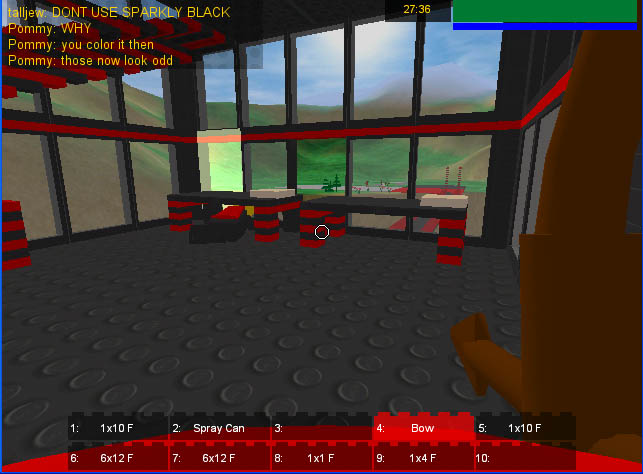 talljew: DONT USE SPARKLY BLACK
27:36
Pommy: WHY
Pommy: you color it then
Pommy: those now look odd
1: 1x10 F 2: Spray Can 3: 4: Bow 5: 1x10 F
6: 6x12 F 7: 6x12 F 8: 1x1 F 9: 1x4 F 10: